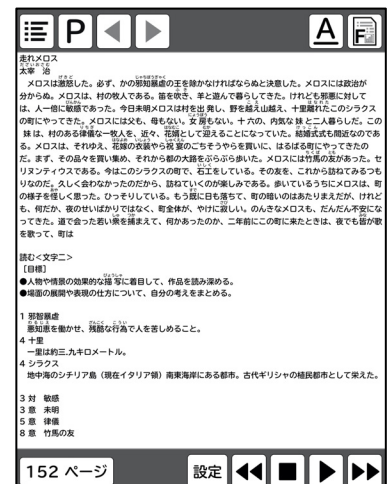 P
A
走れメロス
太宰 治
メロスは激怒した。必ず、かの邪智暴虐の王を除かなければならぬと決意した。メロスには政治が
分からぬ。メロスは、村の牧人である。笛を吹き、羊と遊んで暮らしてきた。けれども邪悪に対して
は、人一倍に敏感であった。今日未明メロスは村を出発し、野を越え山越え、十里離れたこのシラクス
の町にやってきた。メロスには父も、母もない。女房もない。十六の、内気な妹と二人暮らしだ。この
妹は、村のある律儀な一牧人を、近々、花婿として迎えることになっていた。結婚式も間近なのであ
る。メロスは、それゆえ、花嫁の衣装やら祝宴のごちそうやらを買いに、はるばる町にやってきたのだ
だ。まず、その品々を買い集め、それから都の大路をぶらぶら歩いた。メロスには竹馬の友があった。セ
リヌンティウスである。今はこのシラクスの町で、石工をしている。その友を、これから訪ねてみるつも
りなのだ。久しく会わなかったのだから、訪ねていくのが楽しみである。歩いているうちにメロスは、町
の様子を怪しく思った。ひっそりしている。もう既に日も落ちて、町の暗いのはあたりまえだが、けれど
も、何だか、夜のせいばかりではなく、町全体が、やけに寂しい。のんきなメロスも、だんだん不安にな
ってきた。道で会った若い衆を捕まえて、何かあったのか、二年前にこの町に来たときは、夜でも皆が歌
を歌って、町は
読む<文字二>
[目標]
●人物や情景の効果的な描写に着目して、作品を読み深める。
●場面の展開や表現の仕方について、自分の考えをまとめる。
1 邪智暴虐
悪知恵を働かせ、残酷な行為で人を苦しめること。
4 十里
一里は約三.九キロメートル。
4 シラクス
地中海のシチリア島(現在イタリア領)南東海岸にある都市。古代ギリシャの植民都市として栄えた。
3 対 敏感
3 意 未明
5 意 律儀
8 意 竹馬の友
152 ページ
設定